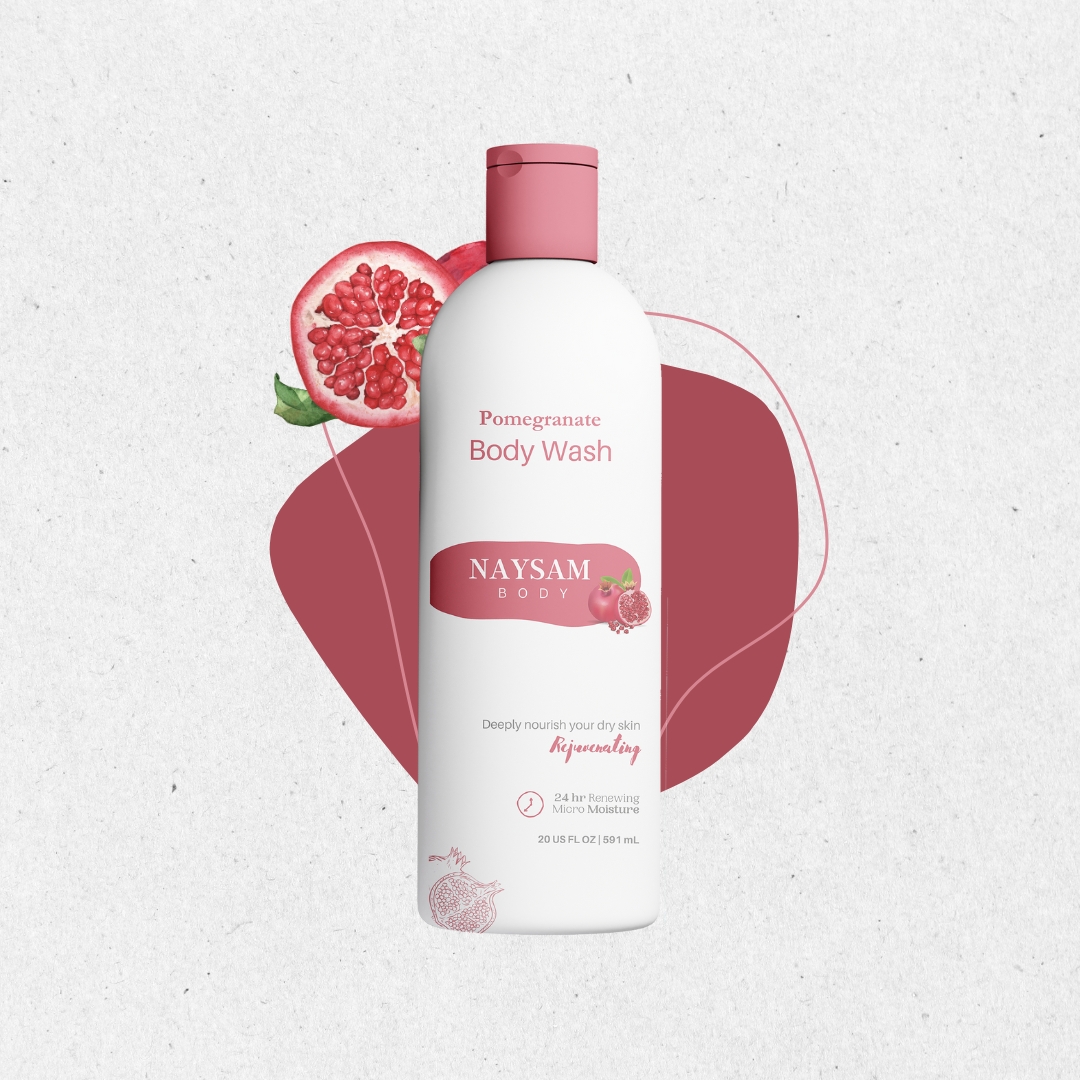 Pomegranate
Body Wash
NAYSAM
BODY
Deeply nourish your dry skin
Rejuvenating
24 hr Renewing
Micro Moisture
20 US FL OZ | 591 mL